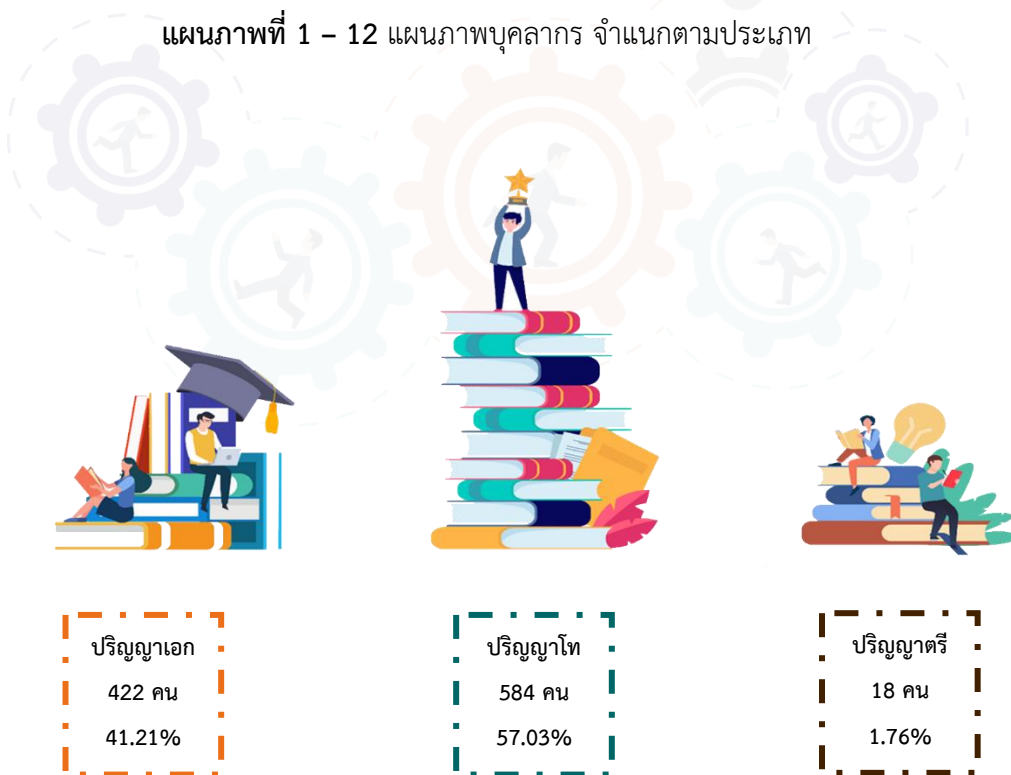 แผนภาพที่ 1 – 12 แผนภาพบุคลากร จำแนกตามประเภท
ปริญญาเอก
422 คน
41.21%
ปริญญาโท
584 คน
57.03%
ปริญญาตรี
18 คน
1.76%